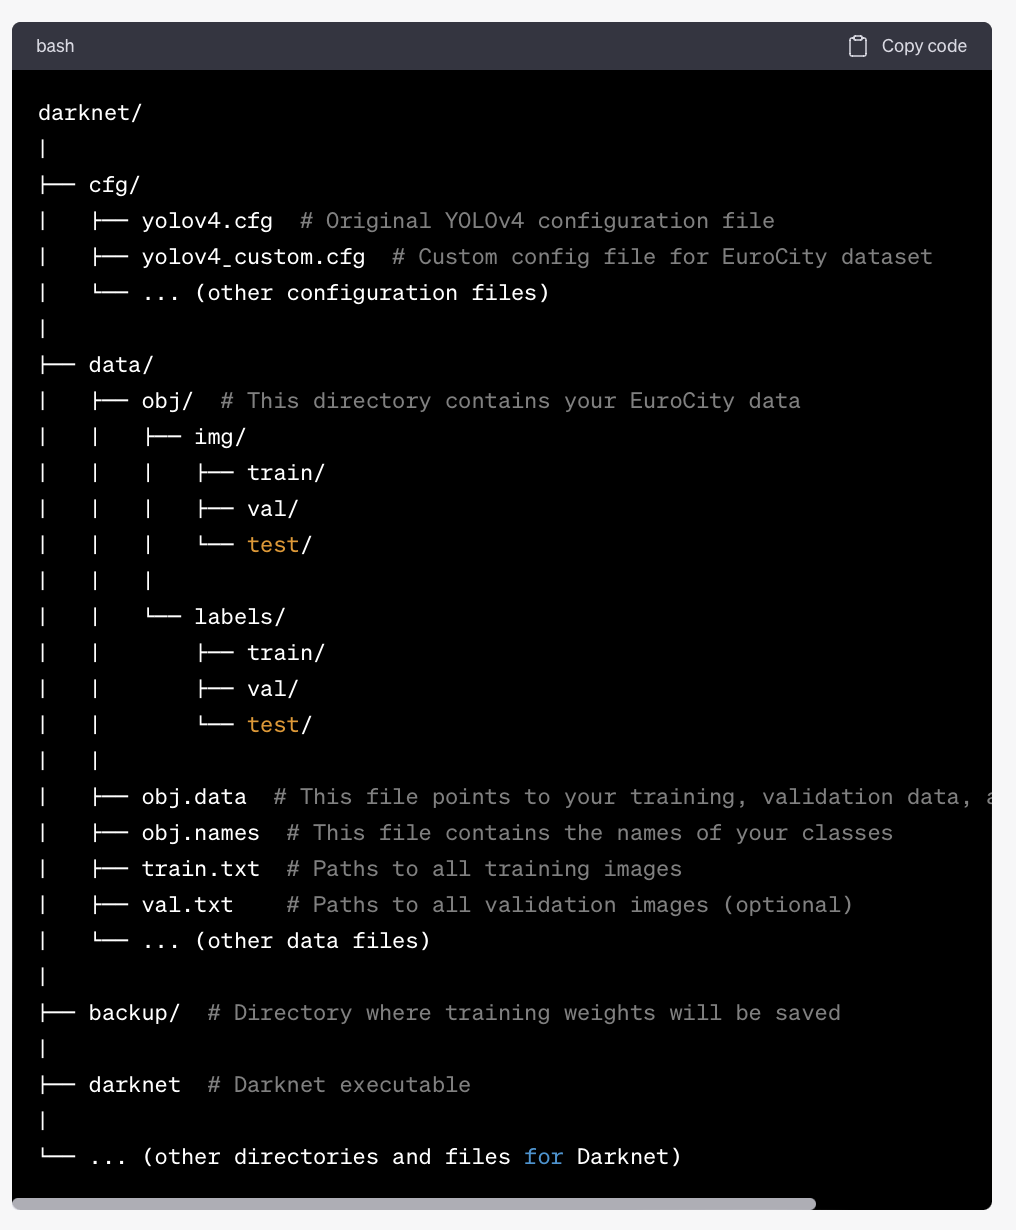 bash
Copy code
darknet/
|
├── cfg/
|   ├── yolov4.cfg  # Original YOLOv4 configuration file
|   ├── yolov4_custom.cfg  # Custom config file for EuroCity dataset
|   └── ... (other configuration files)
|
├── data/
|   ├── obj/  # This directory contains your EuroCity data
|   |   ├── img/
|   |   |   ├── train/
|   |   |   ├── val/
|   |   |   └── test/
|   |   |
|   |   └── labels/
|   |       ├── train/
|   |       ├── val/
|   |       └── test/
|   |
|   ├── obj.data  # This file points to your training, validation data,
|   ├── obj.names  # This file contains the names of your classes
|   ├── train.txt  # Paths to all training images
|   ├── val.txt    # Paths to all validation images (optional)
|   └── ... (other data files)
|
├── backup/  # Directory where training weights will be saved
|
├── darknet  # Darknet executable
|
└── ... (other directories and files for Darknet)